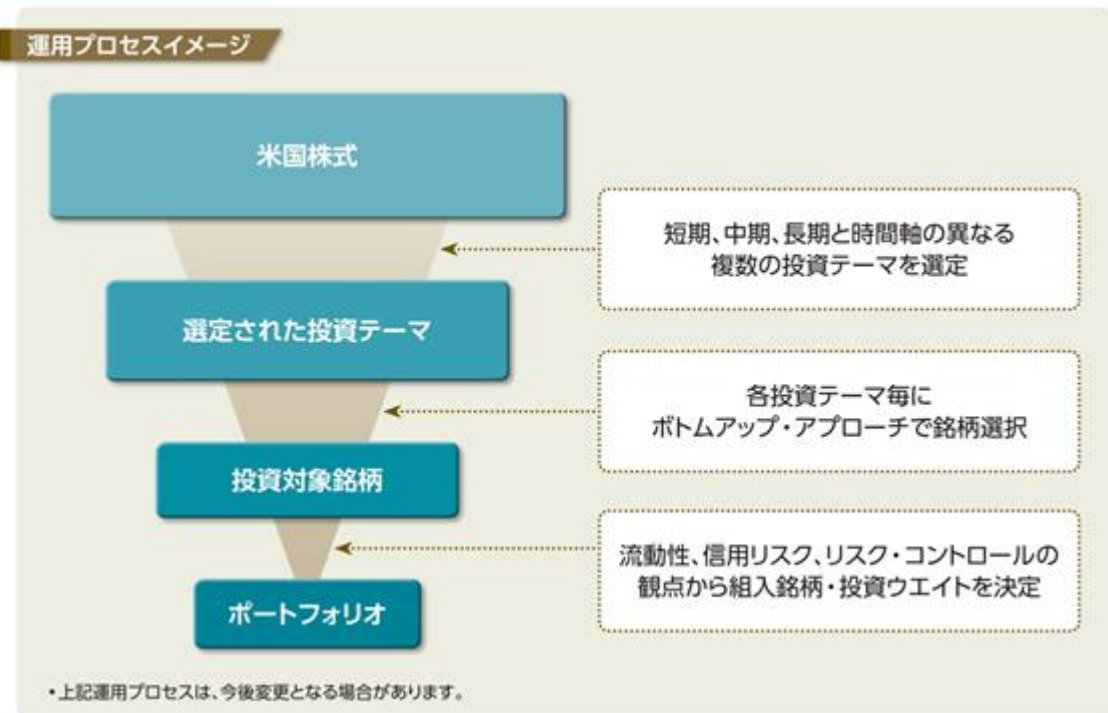 運用プロセスイメージ
米国株式
短期、中期、長期と時間軸の異なる
複数の投資テーマを選定
選定された投資テーマ
各投資テーマ毎に
ボトムアップ・アプローチで銘柄選択
投資対象銘柄
流動性、信用リスク、リスク・コントロールの
観点から組入銘柄・投資ウエイトを決定
ポートフォリオ
・上記運用プロセスは、今後変更となる場合があります。